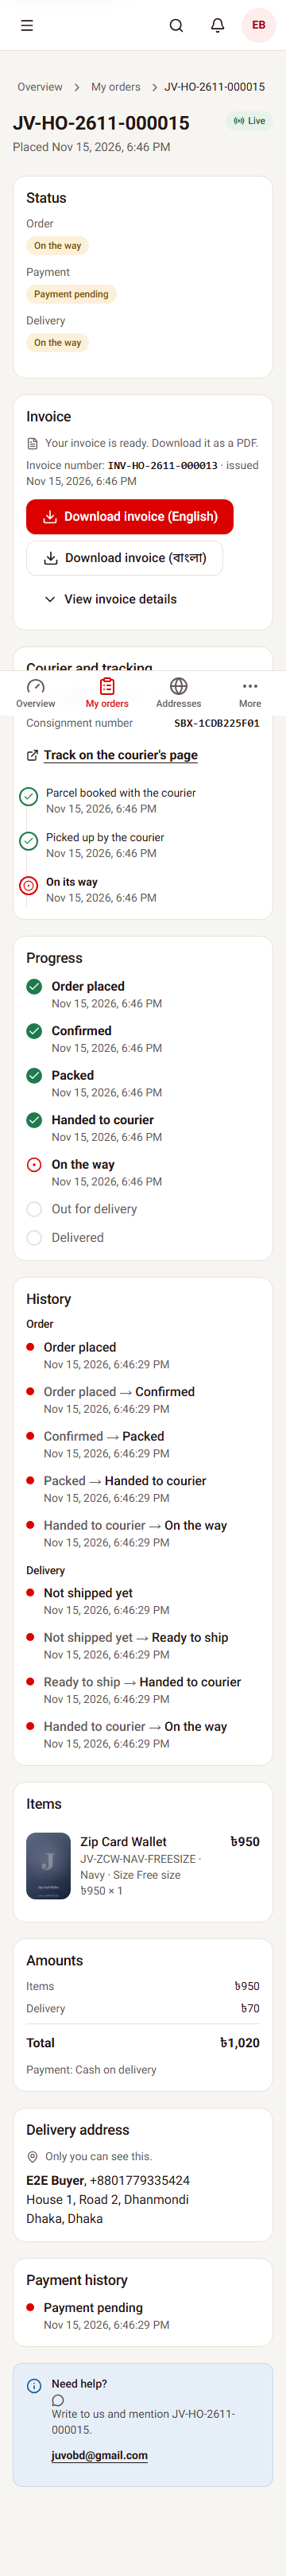 EB
Overview > My orders > JV-HO-2611-000015
JV-HO-2611-000015
Live
Placed Nov 15, 2026, 6:46 PM
Status
Order
On the way
Payment
Payment pending
Delivery
On the way
Invoice
Your invoice is ready. Download it as a PDF.
Invoice number: INV-HO-2611-000013 · issued
Nov 15, 2026, 6:46 PM
Download invoice (English)
Download invoice (বাংলা)
View invoice details
Courier and tracking
Overview
My orders
Addresses
More
Consignment number SBX-1CDB225F01
Track on the courier's page
Parcel booked with the courier
Nov 15, 2026, 6:46 PM
Picked up by the courier
Nov 15, 2026, 6:46 PM
On its way
Nov 15, 2026, 6:46 PM
Progress
Order placed
Nov 15, 2026, 6:46 PM
Confirmed
Nov 15, 2026, 6:46 PM
Packed
Nov 15, 2026, 6:46 PM
Handed to courier
Nov 15, 2026, 6:46 PM
On the way
Nov 15, 2026, 6:46 PM
Out for delivery
Delivered
History
Order
Order placed
Nov 15, 2026, 6:46:29 PM
Order placed → Confirmed
Nov 15, 2026, 6:46:29 PM
Confirmed → Packed
Nov 15, 2026, 6:46:29 PM
Packed → Handed to courier
Nov 15, 2026, 6:46:29 PM
Handed to courier → On the way
Nov 15, 2026, 6:46:29 PM
Delivery
Not shipped yet
Nov 15, 2026, 6:46:29 PM
Not shipped yet → Ready to ship
Nov 15, 2026, 6:46:29 PM
Ready to ship → Handed to courier
Nov 15, 2026, 6:46:29 PM
Handed to courier → On the way
Nov 15, 2026, 6:46:29 PM
Items
J
Zip Card Wallet ৳950
JV-ZCW-NAV-FREESIZE ·
Navy · Size Free size
৳950 × 1
Amounts
Items ৳950
Delivery ৳70
Total ৳1,020
Payment: Cash on delivery
Delivery address
Only you can see this.
E2E Buyer, +8801779335424
House 1, Road 2, Dhanmondi
Dhaka, Dhaka
Payment history
Payment pending
Nov 15, 2026, 6:46:29 PM
Need help?
Write to us and mention JV-HO-2611-
000015.
juvobd@gmail.com